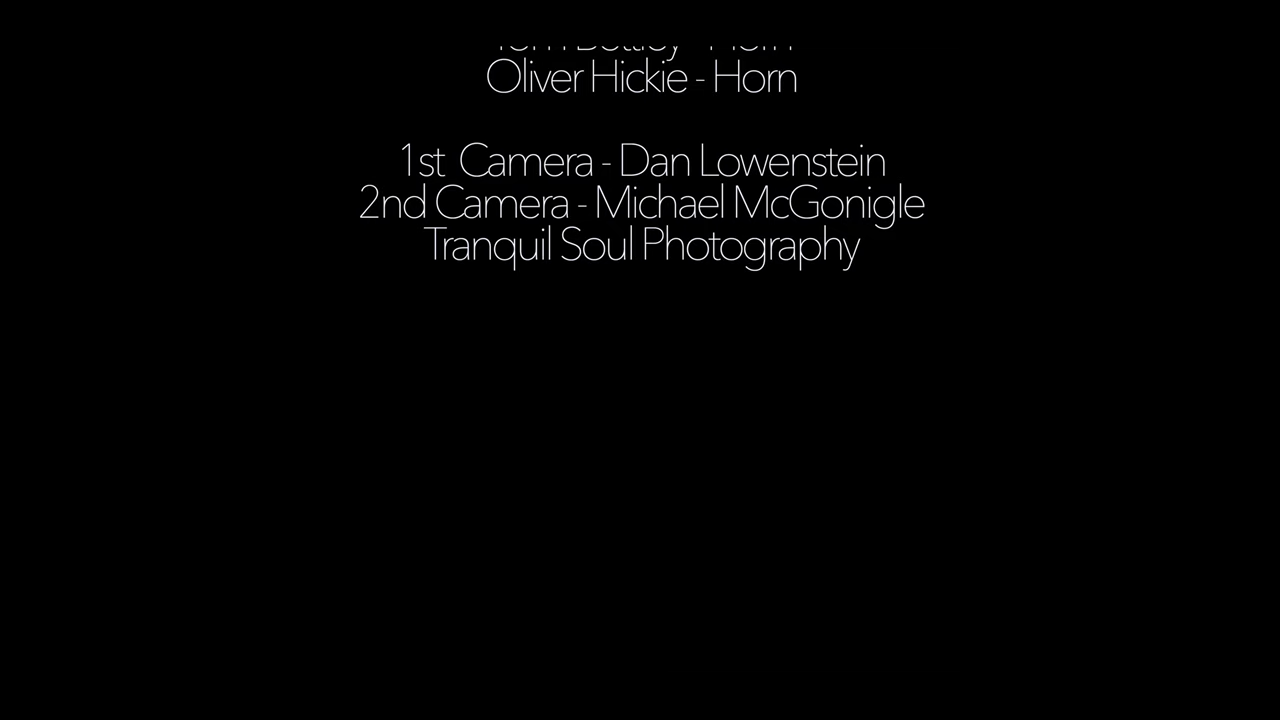 Oliver Hickie - Horn
1st Camera - Dan Lowenstein
2nd Camera - Michael McGonigle
Tranquil Soul Photography